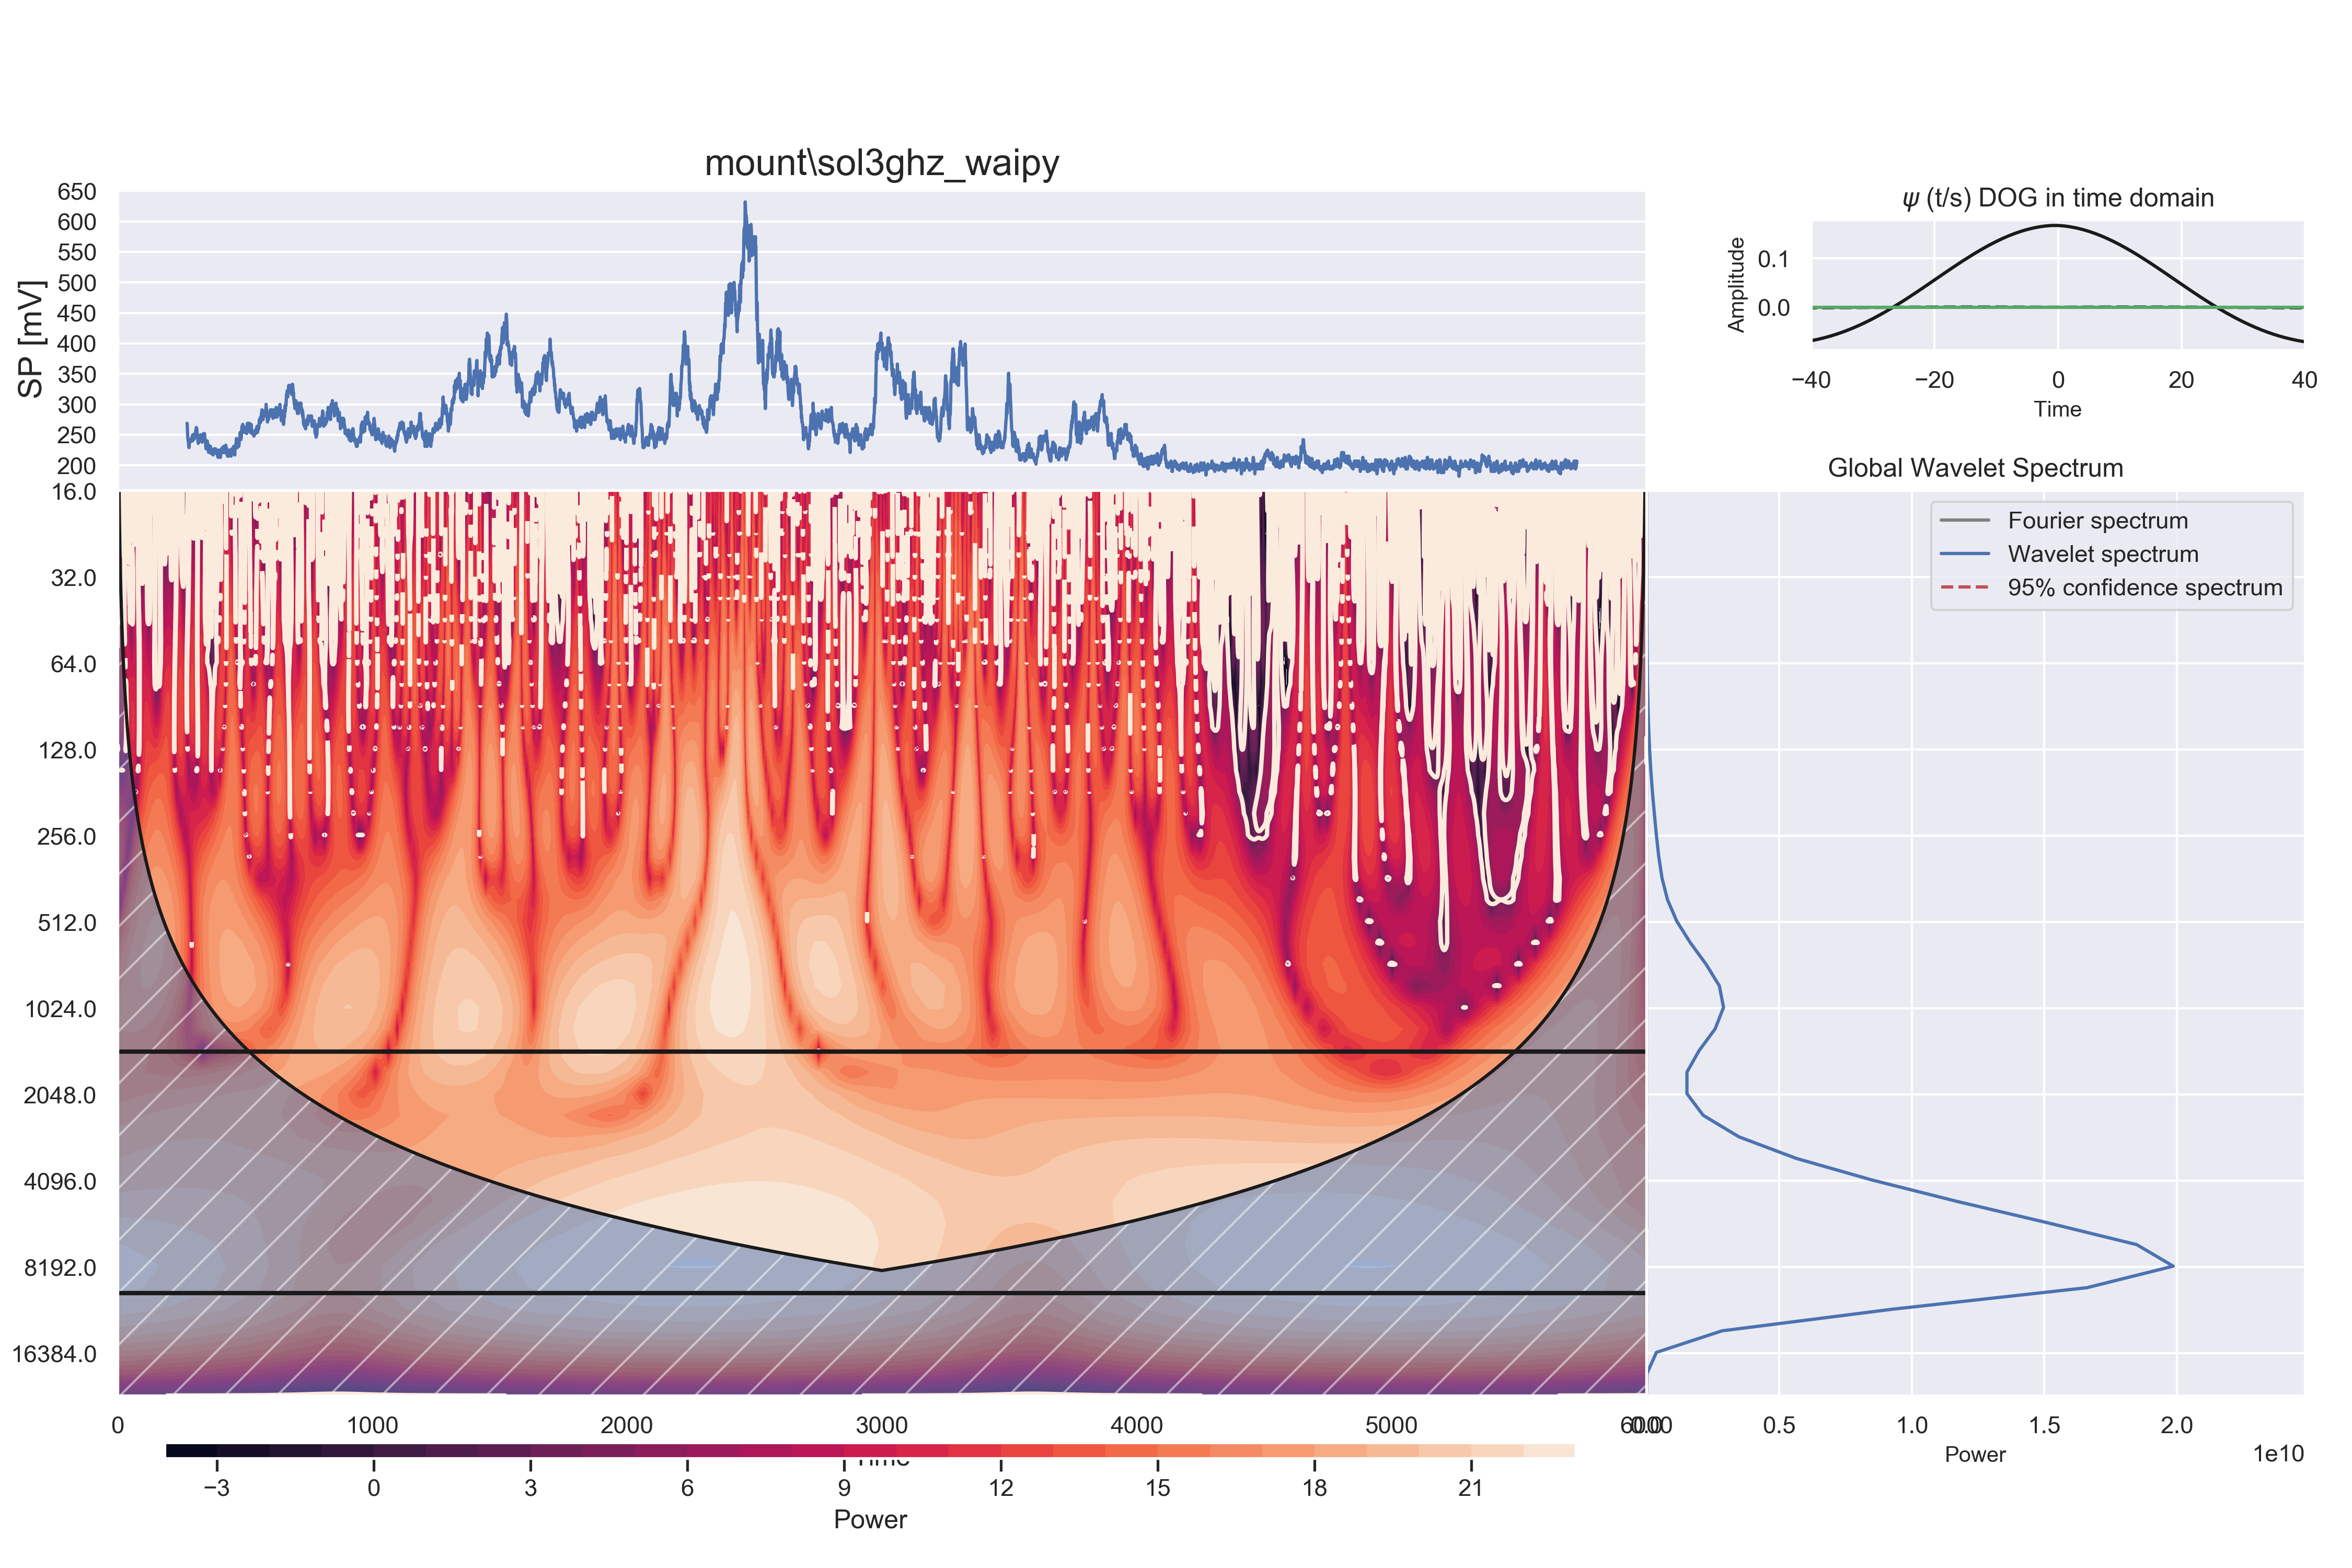 mount\sol3ghz_waipy
SP [mV]
650
600
550
500
450
400
350
300
250
200
ψ (t/s) DOG in time domain
Amplitude
0.1
0.0
−40 −20 0 20 40
Time
16.0
32.0
64.0
128.0
256.0
512.0
1024.0
2048.0
4096.0
8192.0
16384.0
0 1000 2000 3000 4000 5000
Time
−3 0 3 6 9 12 15 18 21
Power
Global Wavelet Spectrum
Fourier spectrum
Wavelet spectrum
95% confidence spectrum
0.5 1.0 1.5 2.0
Power
1e10